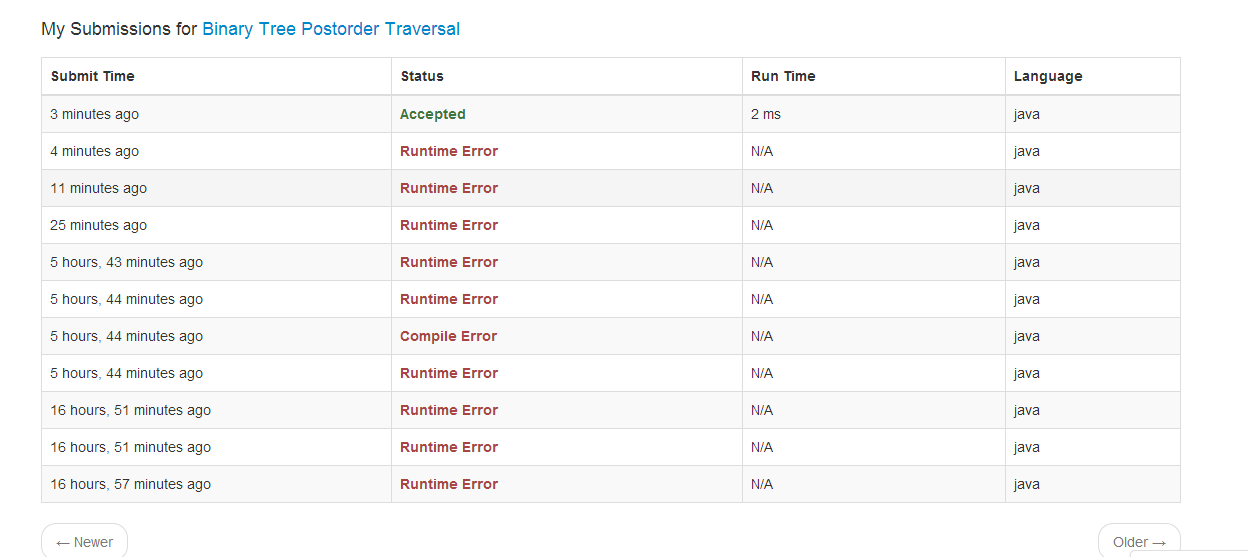 My Submissions for Binary Tree Postorder Traversal
Submit Time Status Run Time Language
3 minutes ago Accepted 2 ms java
4 minutes ago Runtime Error N/A java
11 minutes ago Runtime Error N/A java
25 minutes ago Runtime Error N/A java
5 hours, 43 minutes ago Runtime Error N/A java
5 hours, 44 minutes ago Runtime Error N/A java
5 hours, 44 minutes ago Compile Error N/A java
5 hours, 44 minutes ago Runtime Error N/A java
16 hours, 51 minutes ago Runtime Error N/A java
16 hours, 51 minutes ago Runtime Error N/A java
16 hours, 57 minutes ago Runtime Error N/A java
← Newer Older →